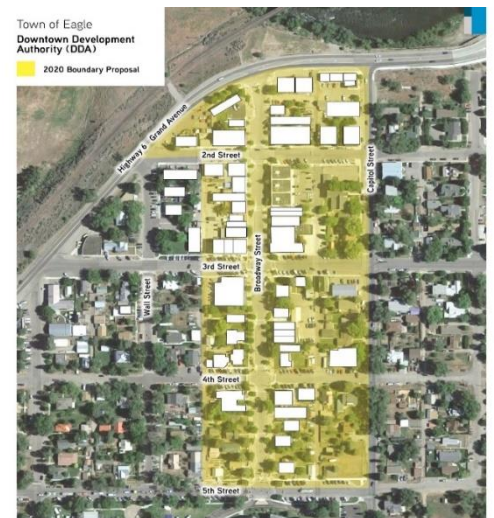 Town of Eagle
Downtown Development
Authority (DDA)
2020 Boundary Proposal
Highway 6 - Grand Avenue
2nd Street
Capitol Street
Broadway Street
3rd Street
Wall Street
4th Street
5th Street